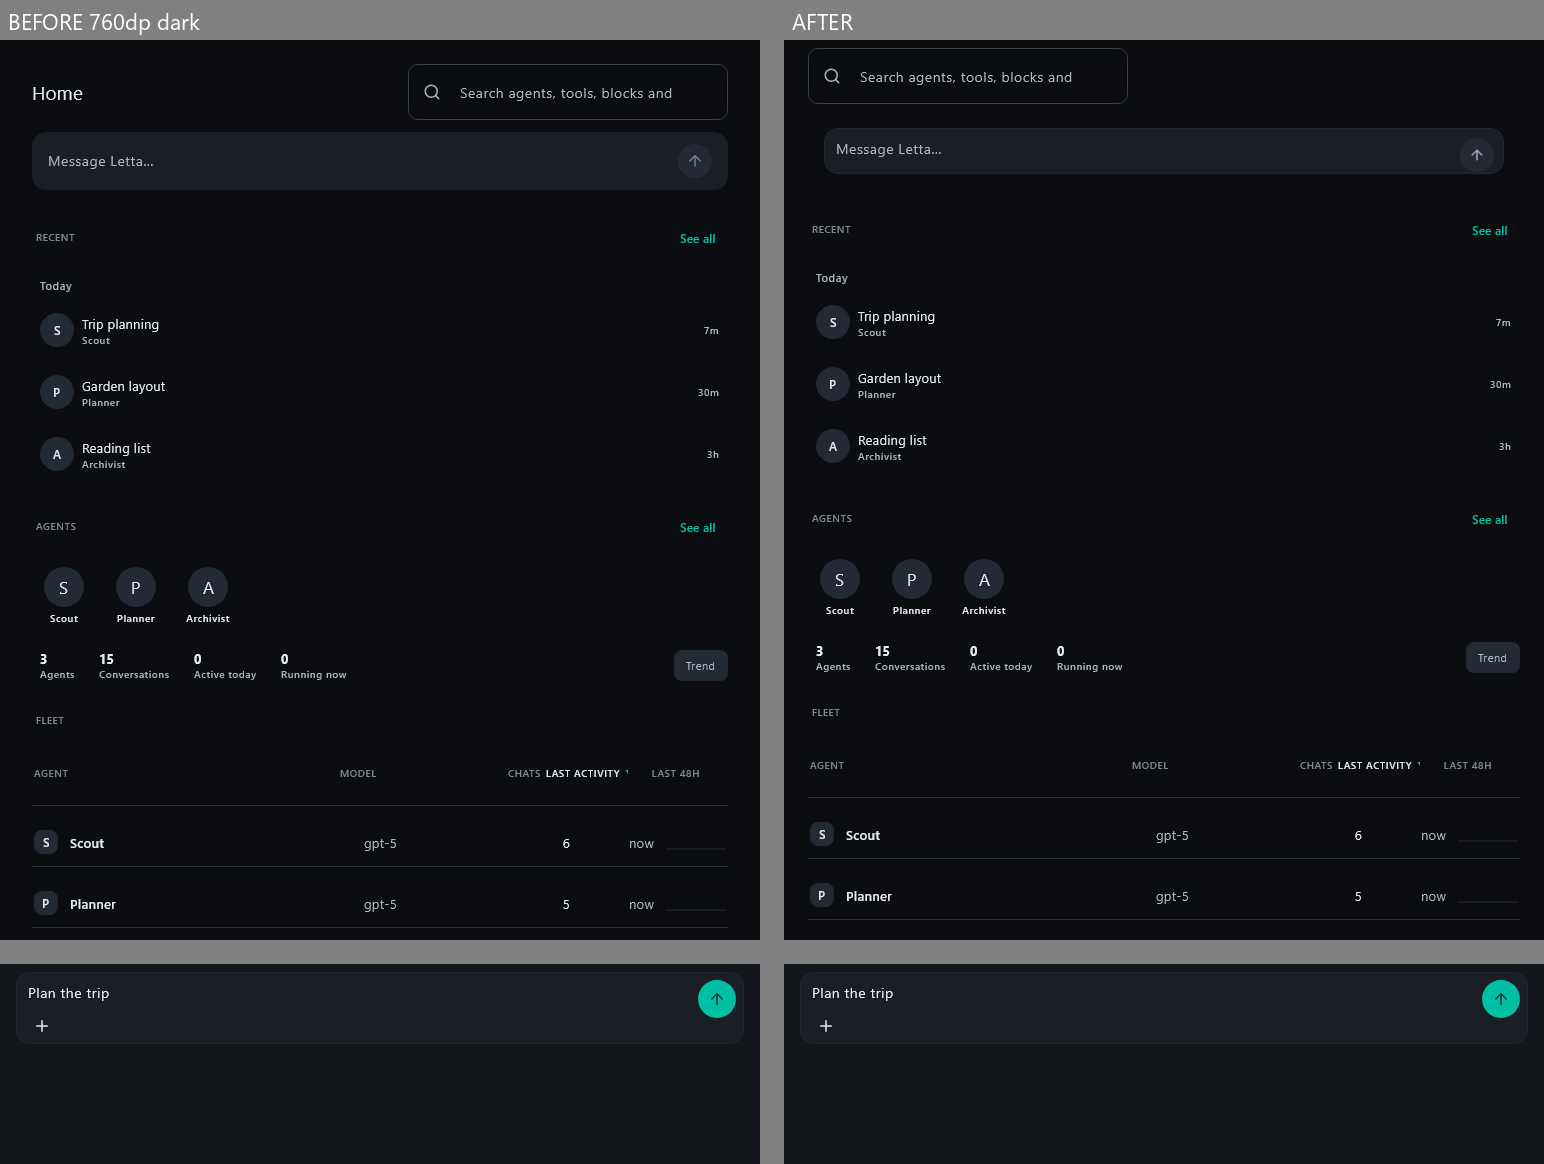 BEFORE 760dp dark
Home
Search agents, tools, blocks and
Message Letta...
RECENT
See all
Today
S
Trip planning
Scout
7m
P
Garden layout
Planner
30m
A
Reading list
Archivist
3h
AGENTS
See all
S P A
Scout Planner Archivist
3 15 0 0
Agents Conversations Active today Running now
Trend
FLEET
AGENT MODEL CHATS LAST ACTIVITY LAST 48H
S Scout gpt-5 6 now
P Planner gpt-5 5 now
Plan the trip
AFTER
Search agents, tools, blocks and
Message Letta...
RECENT
See all
Today
S
Trip planning
Scout
7m
P
Garden layout
Planner
30m
A
Reading list
Archivist
3h
AGENTS
See all
S P A
Scout Planner Archivist
3 15 0 0
Agents Conversations Active today Running now
Trend
FLEET
AGENT MODEL CHATS LAST ACTIVITY LAST 48H
S Scout gpt-5 6 now
P Planner gpt-5 5 now
Plan the trip